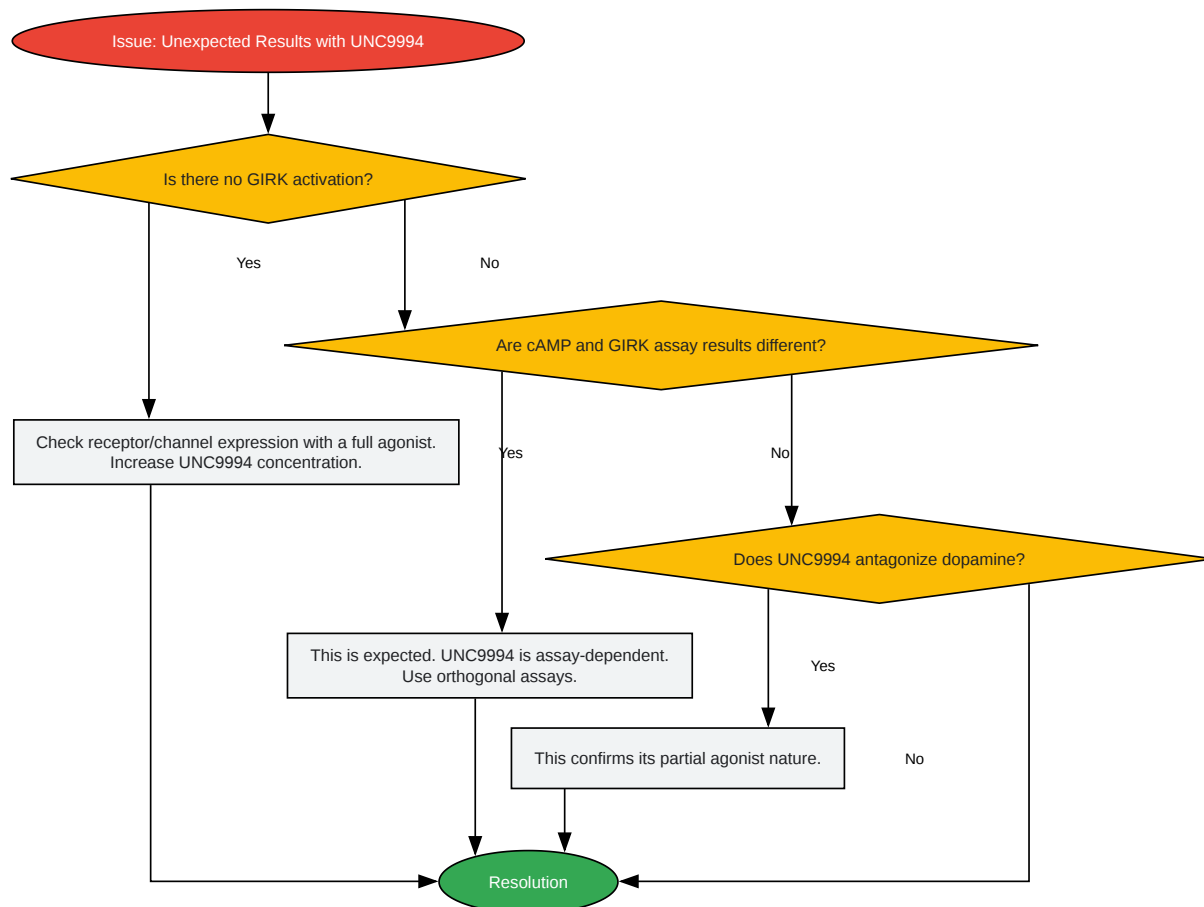 Issue: Unexpected Results with UNC9994
Is there no GIRK activation?
Yes
No
Are cAMP and GIRK assay results different?
Check receptor/channel expression with a full agonist.
Increase UNC9994 concentration.
Yes
No
Does UNC9994 antagonize dopamine?
This is expected. UNC9994 is assay-dependent.
Use orthogonal assays.
Yes
This confirms its partial agonist nature.
No
Resolution